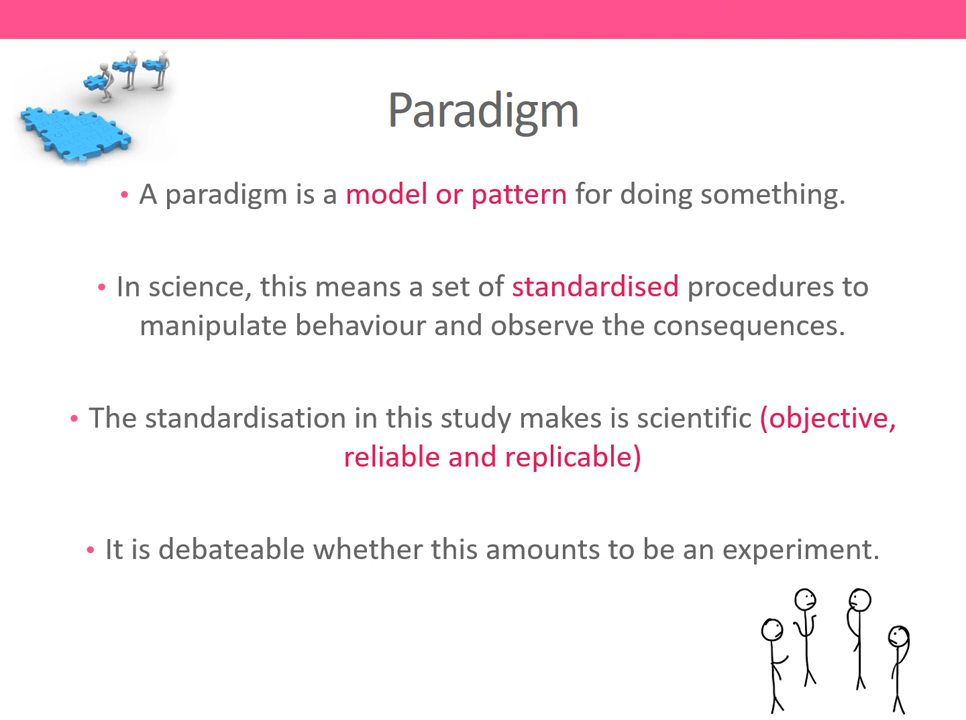 Paradigm
• A paradigm is a model or pattern for doing something.
• In science, this means a set of standardised procedures to
manipulate behaviour and observe the consequences.
• The standardisation in this study makes is scientific (objective,
reliable and replicable)
• It is debateable whether this amounts to be an experiment.